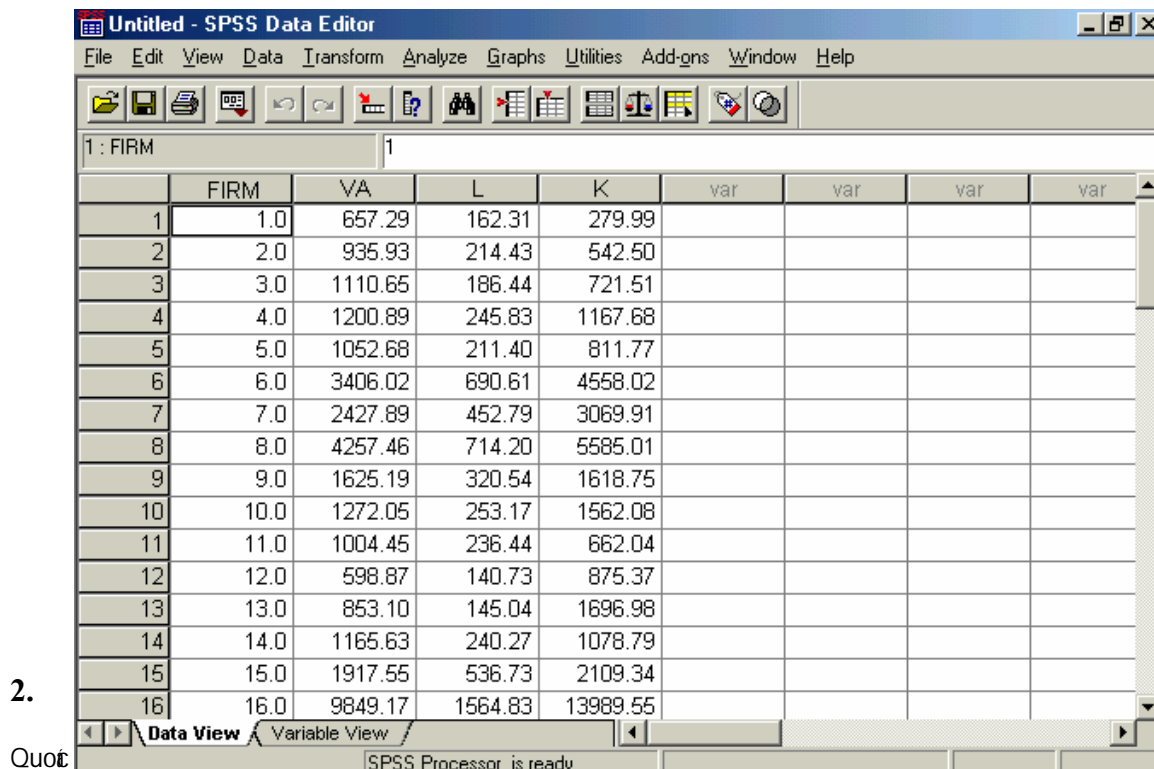 SPSS
Untitled - SPSS Data Editor
File Edit View Data Transform Analyze Graphs Utilities Add-ons Window Help
1 : FIRM 1
FIRM VA L K var var var var
1 1.0 657.29 162.31 279.99
2 2.0 935.93 214.43 542.50
3 3.0 1110.65 186.44 721.51
4 4.0 1200.89 245.83 1167.68
5 5.0 1052.68 211.40 811.77
6 6.0 3406.02 690.61 4558.02
7 7.0 2427.89 452.79 3069.91
8 8.0 4257.46 714.20 5585.01
9 9.0 1625.19 320.54 1618.75
10 10.0 1272.05 253.17 1562.08
11 11.0 1004.45 236.44 662.04
12 12.0 598.87 140.73 875.37
13 13.0 853.10 145.04 1696.98
14 14.0 1165.63 240.27 1078.79
15 15.0 1917.55 536.73 2109.34
2.
16 16.0 9849.17 1564.83 13989.55
Data View Variable View
SPSS Processor is ready